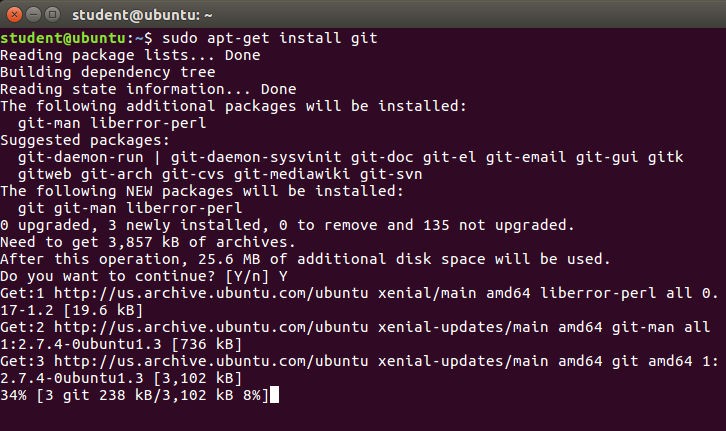 student@ubuntu: ~
student@ubuntu:~$ sudo apt-get install git
Reading package lists... Done
Building dependency tree
Reading state information... Done
The following additional packages will be installed:
  git-man liberror-perl
Suggested packages:
  git-daemon-run | git-daemon-sysvinit git-doc git-el git-email git-gui gitk
  gitweb git-arch git-cvs git-mediawiki git-svn
The following NEW packages will be installed:
  git git-man liberror-perl
0 upgraded, 3 newly installed, 0 to remove and 135 not upgraded.
Need to get 3,857 kB of archives.
After this operation, 25.6 MB of additional disk space will be used.
Do you want to continue? [Y/n] Y
Get:1 http://us.archive.ubuntu.com/ubuntu xenial/main amd64 liberror-perl all 0.
17-1.2 [19.6 kB]
Get:2 http://us.archive.ubuntu.com/ubuntu xenial-updates/main amd64 git-man all
1:2.7.4-0ubuntu1.3 [736 kB]
Get:3 http://us.archive.ubuntu.com/ubuntu xenial-updates/main amd64 git amd64 1:
2.7.4-0ubuntu1.3 [3,102 kB]
34% [3 git 238 kB/3,102 kB 8%]